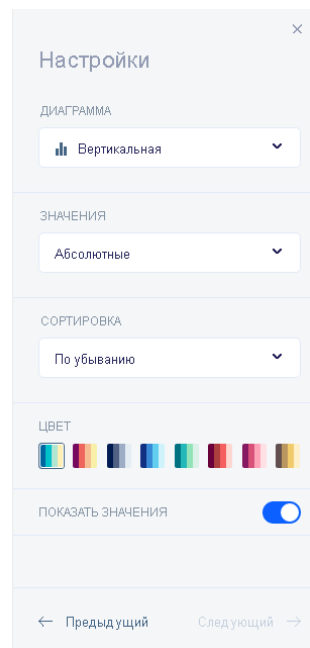 Настройки
ДИАГРАММА
Вертикальная
ЗНАЧЕНИЯ
Абсолютные
СОРТИРОВКА
По убыванию
ЦВЕТ
ПОКАЗАТЬ ЗНАЧЕНИЯ
← Предыдущий Следующий →